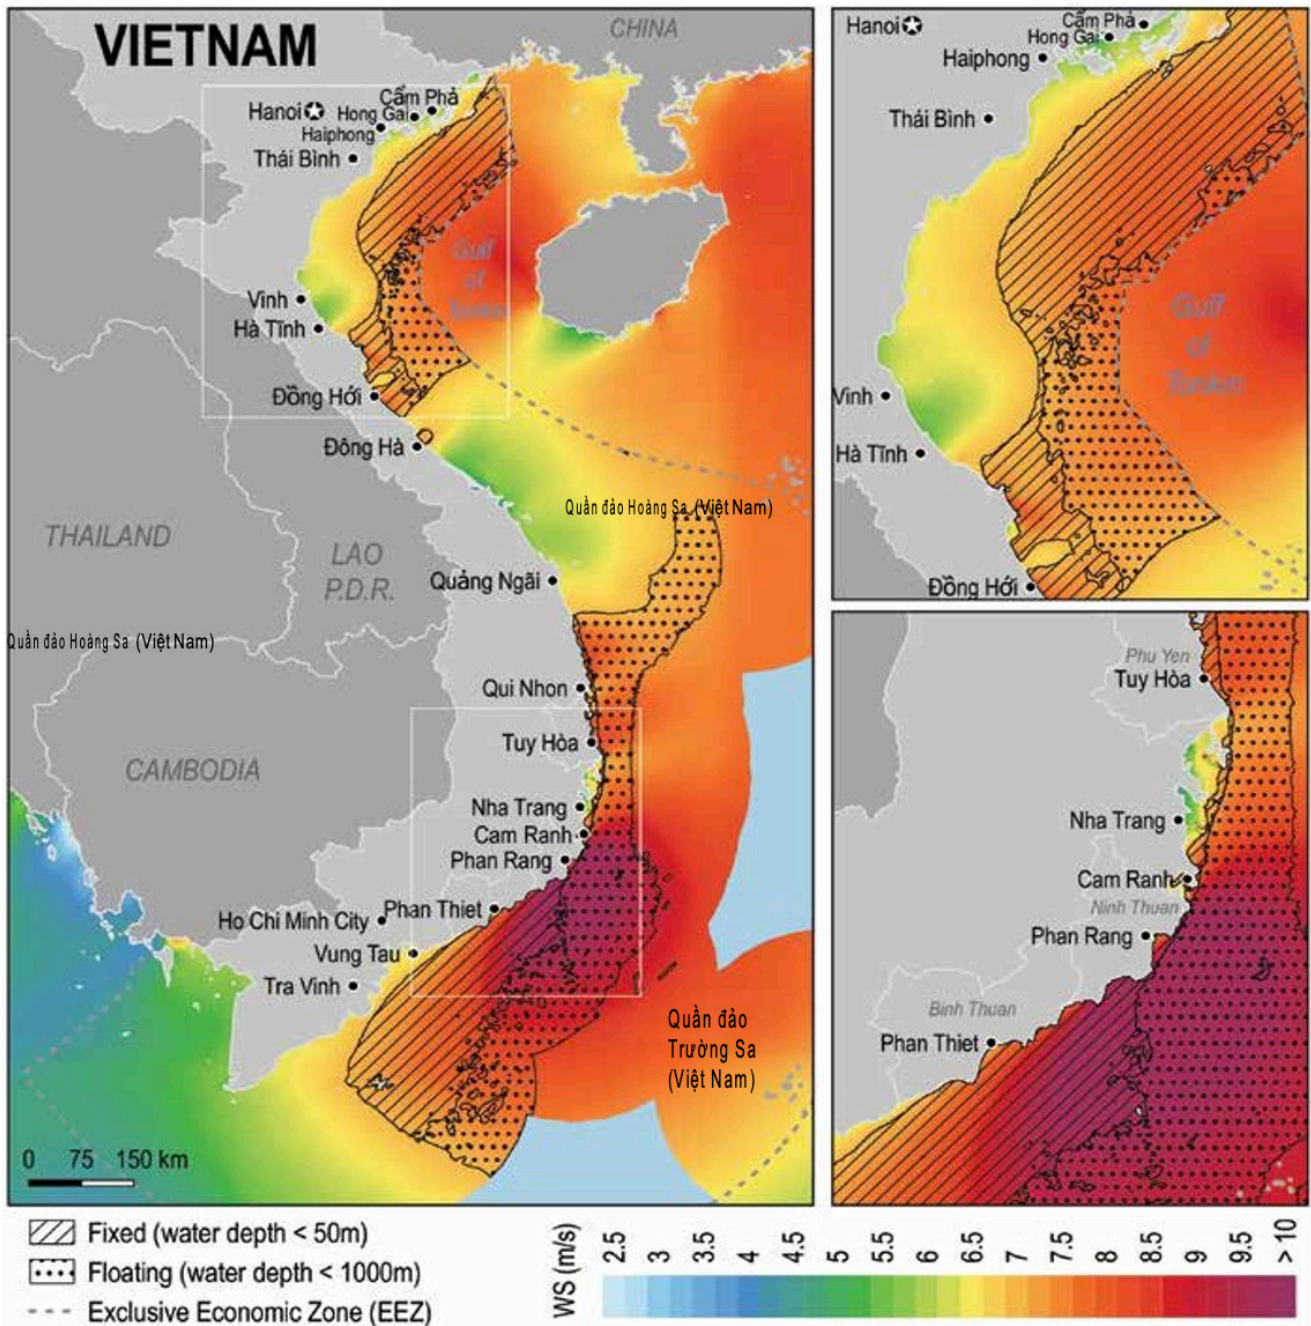 VIETNAM
CHINA
Hanoi
Cẩm Phả
Hong Gai
Haiphong
Thái Bình
Gulf
of
Tonkin
Vinh
Hà Tĩnh
Đồng Hới
Đông Hà
Quần đảo Hoàng Sa (Việt Nam)
THAILAND
LAO
P.D.R.
Quảng Ngãi
Quần đảo Hoàng Sa (Việt Nam)
Qui Nhon
Tuy Hòa
CAMBODIA
Nha Trang
Cam Ranh
Phan Rang
Phan Thiet
Ho Chi Minh City
Vung Tau
Tra Vinh
Quần đảo
Trường Sa
(Việt Nam)
0 75 150 km
Hanoi
Cẩm Phả
Hong Gai
Haiphong
Thái Bình
Gulf
of
Tonkin
Vinh
Hà Tĩnh
Đồng Hới
Phu Yen
Tuy Hòa
Nha Trang
Cam Ranh
Ninh Thuan
Phan Rang
Binh Thuan
Phan Thiet
Fixed (water depth < 50m)
Floating (water depth < 1000m)
Exclusive Economic Zone (EEZ)
WS (m/s)
2.5 3 3.5 4 4.5 5 5.5 6 6.5 7 7.5 8 8.5 9 9.5 > 10